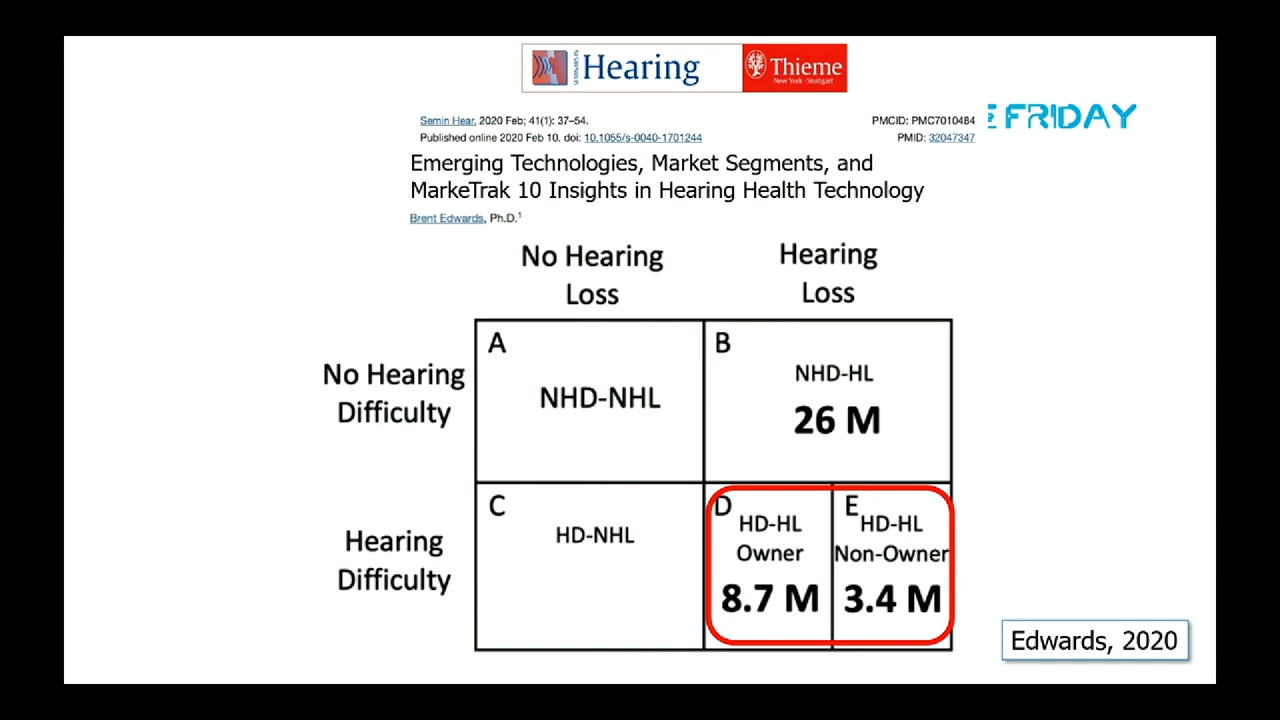 SEMINARS IN
Hearing
Thieme
New York · Stuttgart
Semin Hear. 2020 Feb; 41(1): 37–54.
PMCID: PMC7010484
Published online 2020 Feb 10. doi: 10.1055/s-0040-1701244
PMID: 32047347
FRIDAY
Emerging Technologies, Market Segments, and
MarkeTrak 10 Insights in Hearing Health Technology
Brent Edwards, Ph.D.1
No Hearing
Loss
Hearing
Loss
No Hearing
Difficulty
A
NHD-NHL
B
NHD-HL
26 M
Hearing
Difficulty
C
HD-NHL
D
HD-HL
Owner
8.7 M
E
HD-HL
Non-Owner
3.4 M
Edwards, 2020